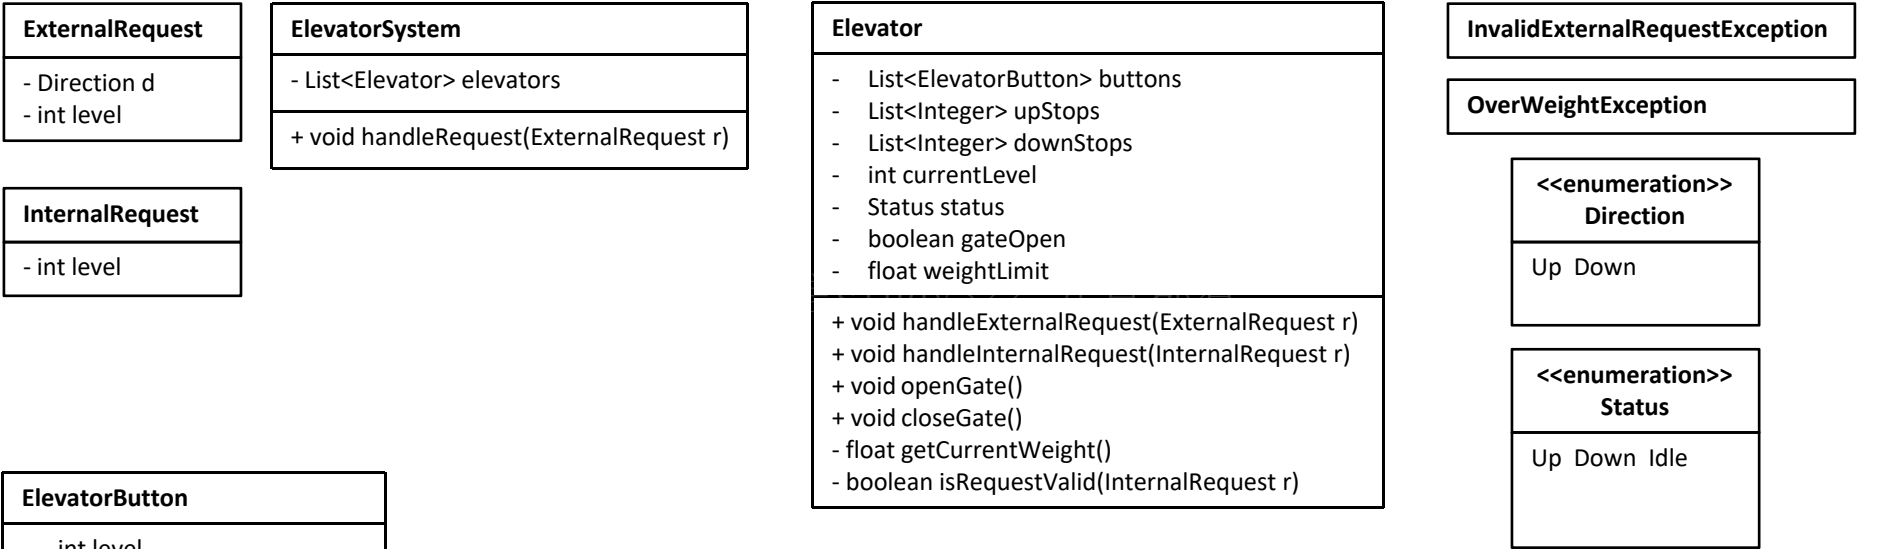 ExternalRequest
- Direction d
- int level
ElevatorSystem
- List<Elevator> elevators
+ void handleRequest(ExternalRequest r)
Elevator
- List<ElevatorButton> buttons
- List<Integer> upStops
- List<Integer> downStops
- int currentLevel
- Status status
- boolean gateOpen
- float weightLimit
+ void handleExternalRequest(ExternalRequest r)
+ void handleInternalRequest(InternalRequest r)
+ void openGate()
+ void closeGate()
- float getCurrentWeight()
- boolean isRequestValid(InternalRequest r)
InvalidExternalRequestException
OverWeightException
<<enumeration>>
Direction
Up Down
<<enumeration>>
Status
Up Down Idle
InternalRequest
- int level
ElevatorButton
int level